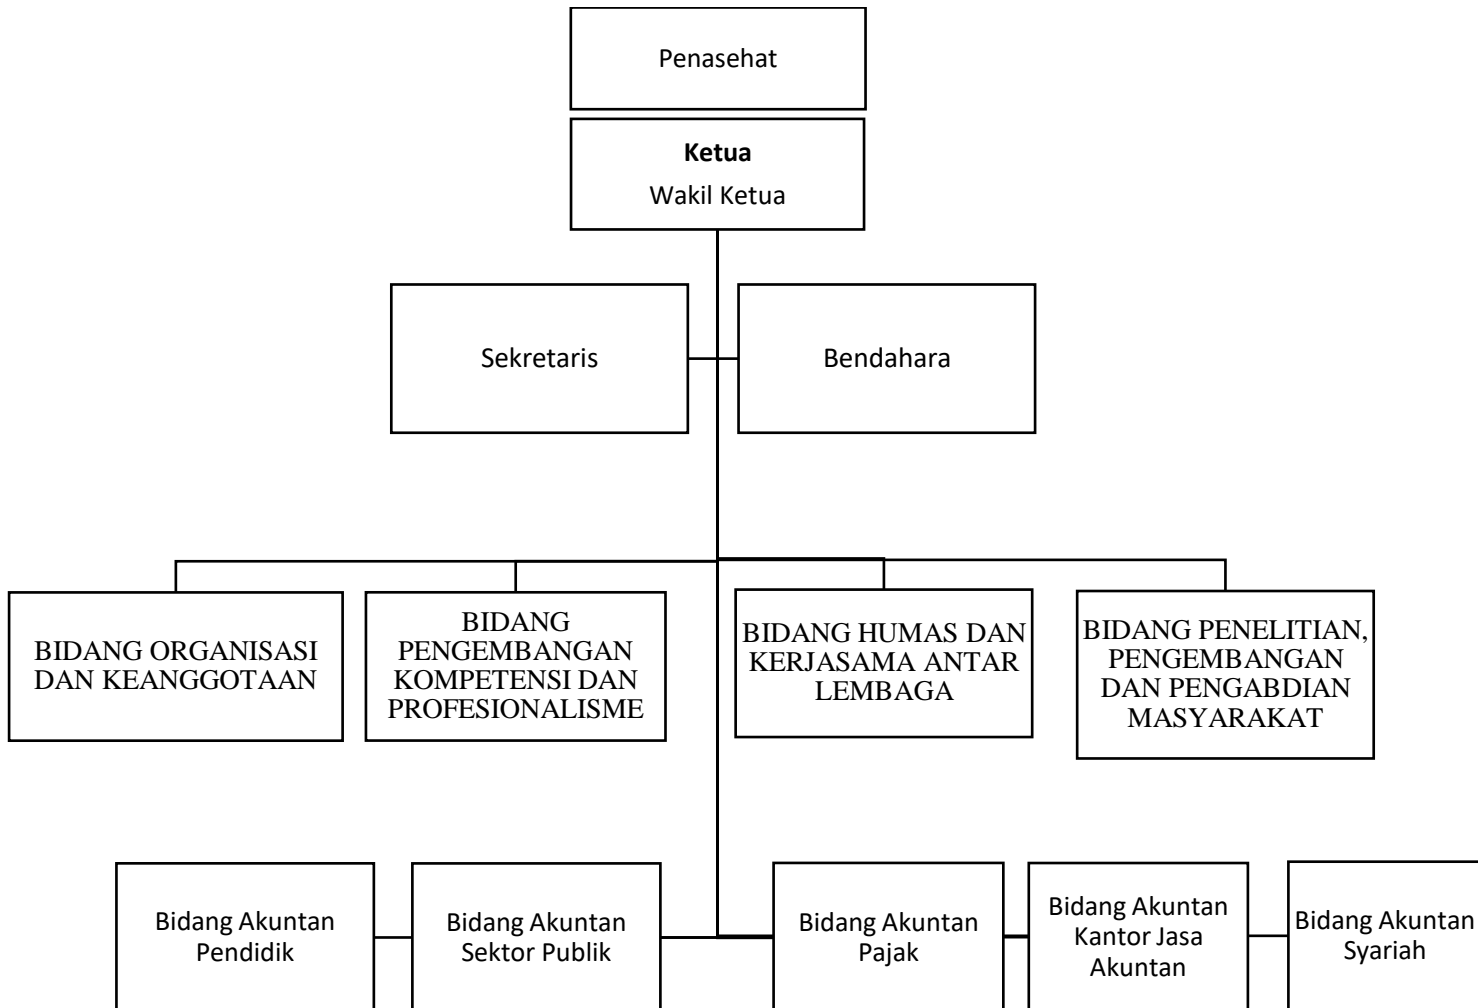 Penasehat
Ketua
Wakil Ketua
Sekretaris
Bendahara
BIDANG ORGANISASI
DAN KEANGGOTAAN
BIDANG
PENGEMBANGAN
KOMPETENSI DAN
PROFESIONALISME
BIDANG HUMAS DAN
KERJASAMA ANTAR
LEMBAGA
BIDANG PENELITIAN,
PENGEMBANGAN
DAN PENGABDIAN
MASYARAKAT
Bidang Akuntan
Pendidik
Bidang Akuntan
Sektor Publik
Bidang Akuntan
Pajak
Bidang Akuntan
Kantor Jasa
Akuntan
Bidang Akuntan
Syariah